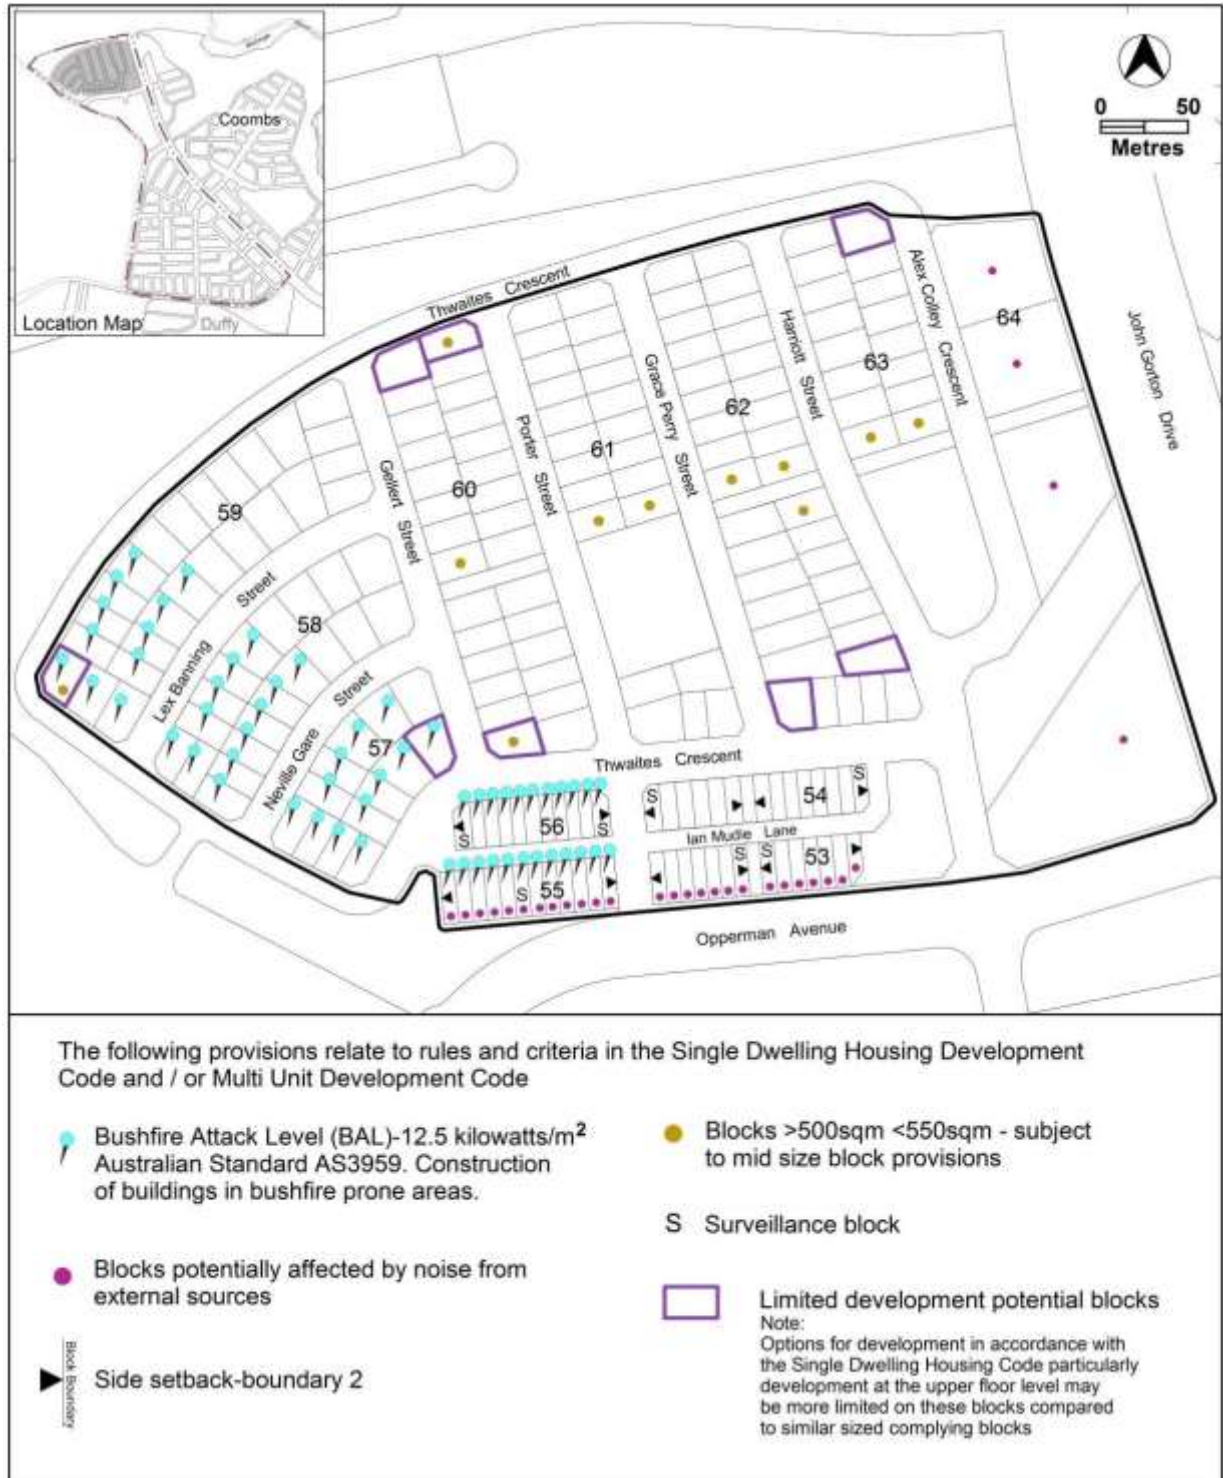 Coombs
Location Map
Duffy
0 50
Metres
Thwaites Crescent
Alex Colley Crescent
64
John Gorton Drive
Harriott Street
63
Grace Perry Street
62
61
Porter Street
60
Gellert Street
59
Street
58
Lex Banning
Street
57
Neville Gare
Thwaites Crescent
S
S
54
56
S
S
Ian Mudie Lane
S
S
53
S
55
Opperman Avenue
The following provisions relate to rules and criteria in the Single Dwelling Housing Development
Code and / or Multi Unit Development Code
Bushfire Attack Level (BAL)-12.5 kilowatts/m²
Australian Standard AS3959. Construction
of buildings in bushfire prone areas.
Blocks potentially affected by noise from
external sources
Block Boundary
Side setback-boundary 2
Blocks >500sqm <550sqm - subject
to mid size block provisions
S Surveillance block
Limited development potential blocks
Note:
Options for development in accordance with
the Single Dwelling Housing Code particularly
development at the upper floor level may
be more limited on these blocks compared
to similar sized complying blocks